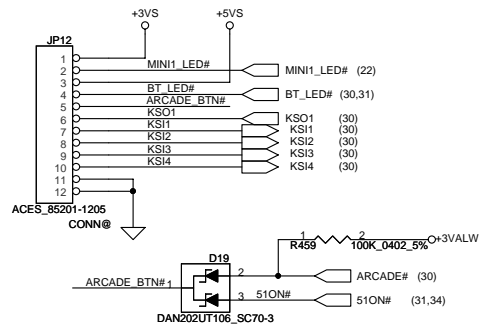 +3VS +5VS
JP12
1
2 MINI1_LED# MINI1_LED# (22)
3
4 BT_LED# BT_LED# (30,31)
5 ARCADE_BTN#
6 KSO1 KSO1 (30)
7 KSI1 KSI1 (30)
8 KSI2 KSI2 (30)
9 KSI3 KSI3 (30)
10 KSI4 KSI4 (30)
11
12
ACES_85201-1205
CONN@
1 2 +3VALW
R459 100K_0402_5%
D19
ARCADE_BTN# 1 2 ARCADE# (30)
3 51ON# 51ON# (31,34)
DAN202UT106_SC70-3